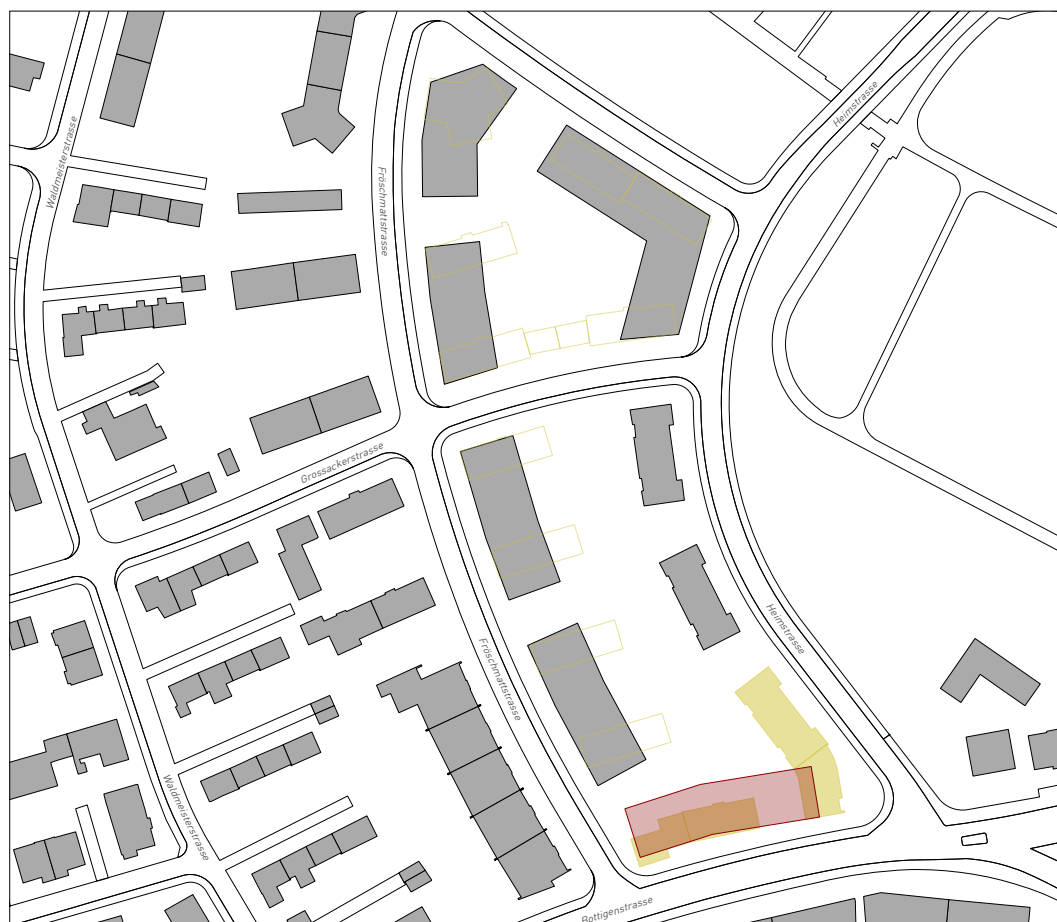 Heimstrasse
Waldmeisterstrasse
Fröschmattstrasse
Grossackerstrasse
Heimstrasse
Fröschmattstrasse
Waldmeisterstrasse
Bottigenstrasse